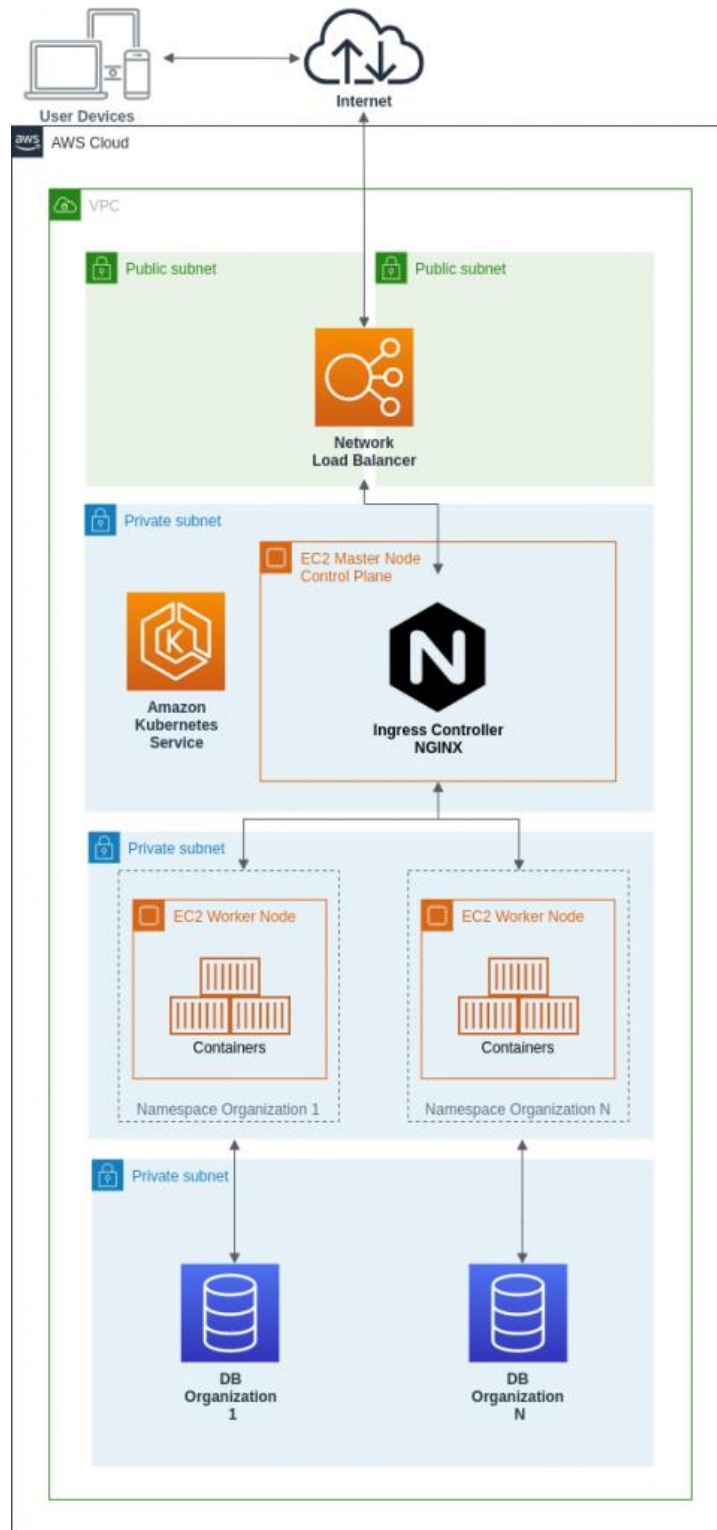 User Devices
Internet
aws
AWS Cloud
VPC
Public subnet
Public subnet
Network
Load Balancer
Private subnet
EC2 Master Node
Control Plane
K
Amazon
Kubernetes
Service
N
Ingress Controller
NGINX
Private subnet
EC2 Worker Node
Containers
Namespace Organization 1
EC2 Worker Node
Containers
Namespace Organization N
Private subnet
DB
Organization
1
DB
Organization
N